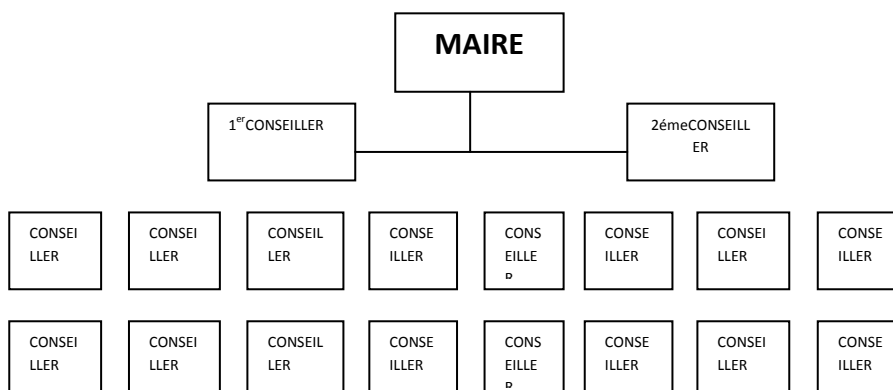 MAIRE
1erCONSEILLER
2émeCONSEILL
ER
CONSEI
LLER
CONSEI
LLER
CONSEIL
LER
CONSE
ILLER
CONS
EILLE
R
CONSE
ILLER
CONSEI
LLER
CONSE
ILLER
CONSEI
LLER
CONSEI
LLER
CONSEIL
LER
CONSE
ILLER
CONS
EILLE
R
CONSE
ILLER
CONSEI
LLER
CONSE
ILLER